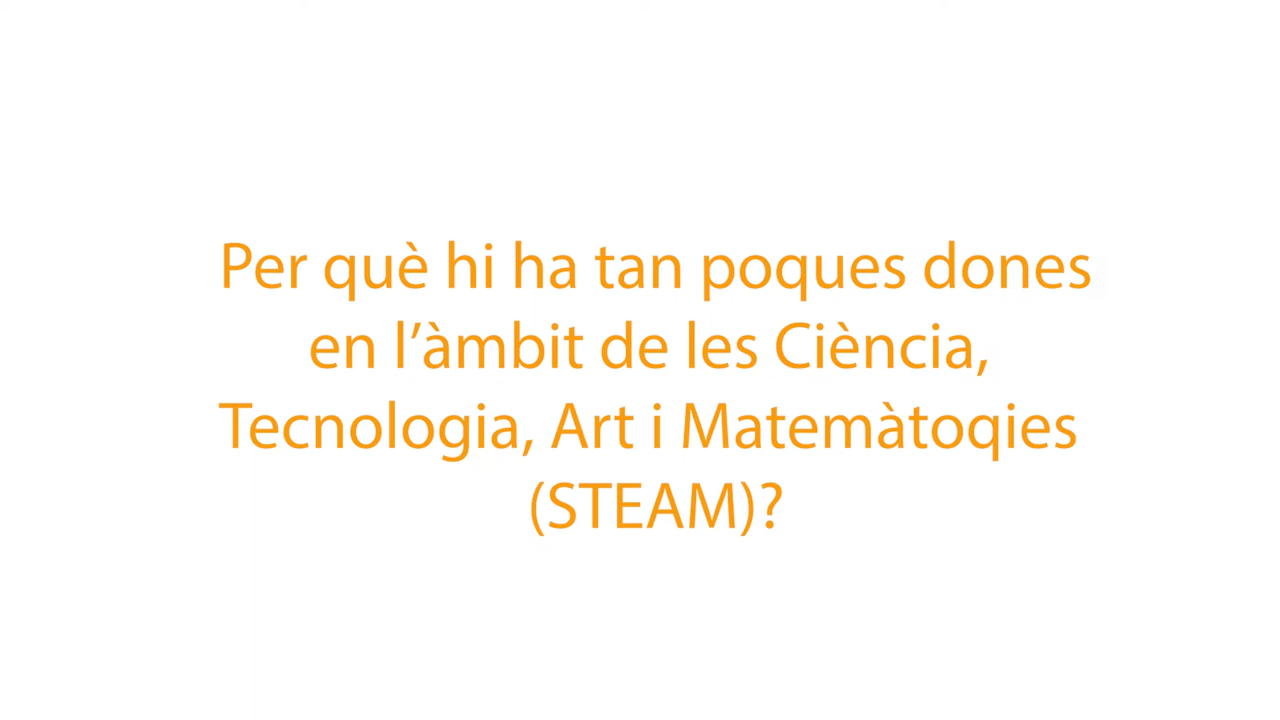 Per què hi ha tan poques dones
en l’àmbit de les Ciència,
Tecnologia, Art i Matemàtoqies
(STEAM)?